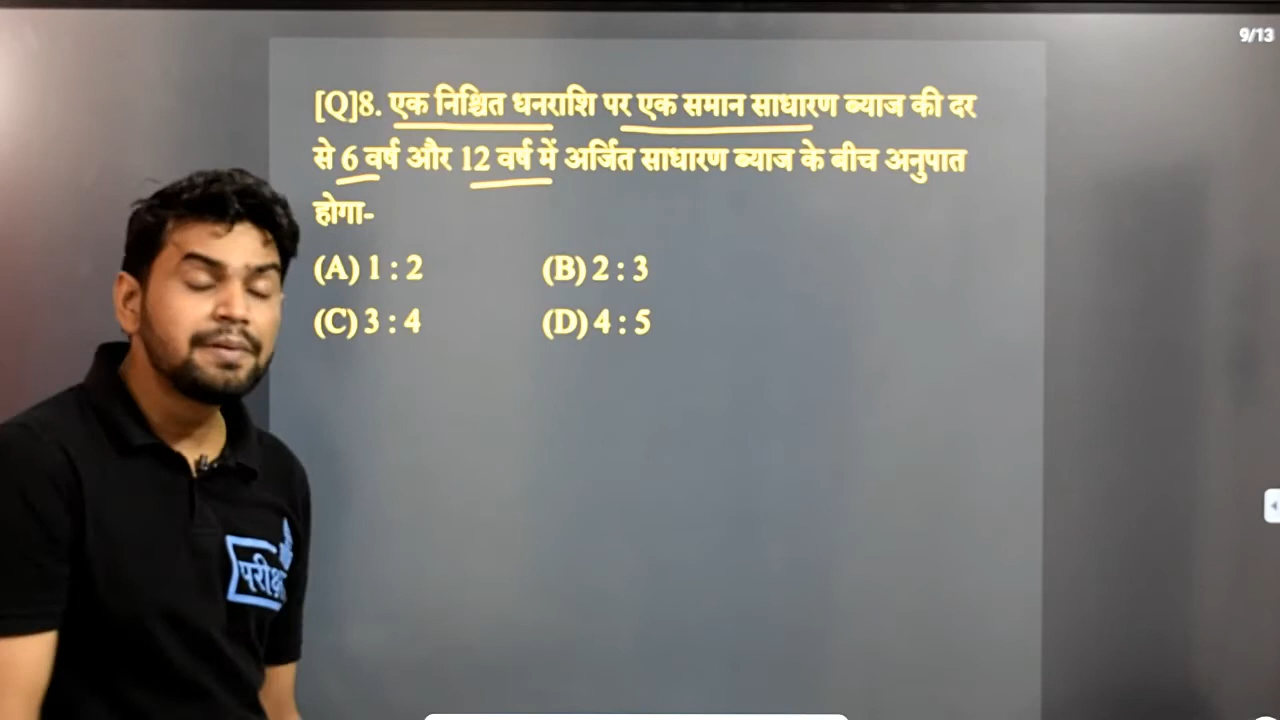 9/13
[Q]8. एक निश्चित धनराशि पर एक समान साधारण ब्याज की दर
से 6 वर्ष और 12 वर्ष में अर्जित साधारण ब्याज के बीच अनुपात
होगा-
(A) 1 : 2 (B) 2 : 3
(C) 3 : 4 (D) 4 : 5